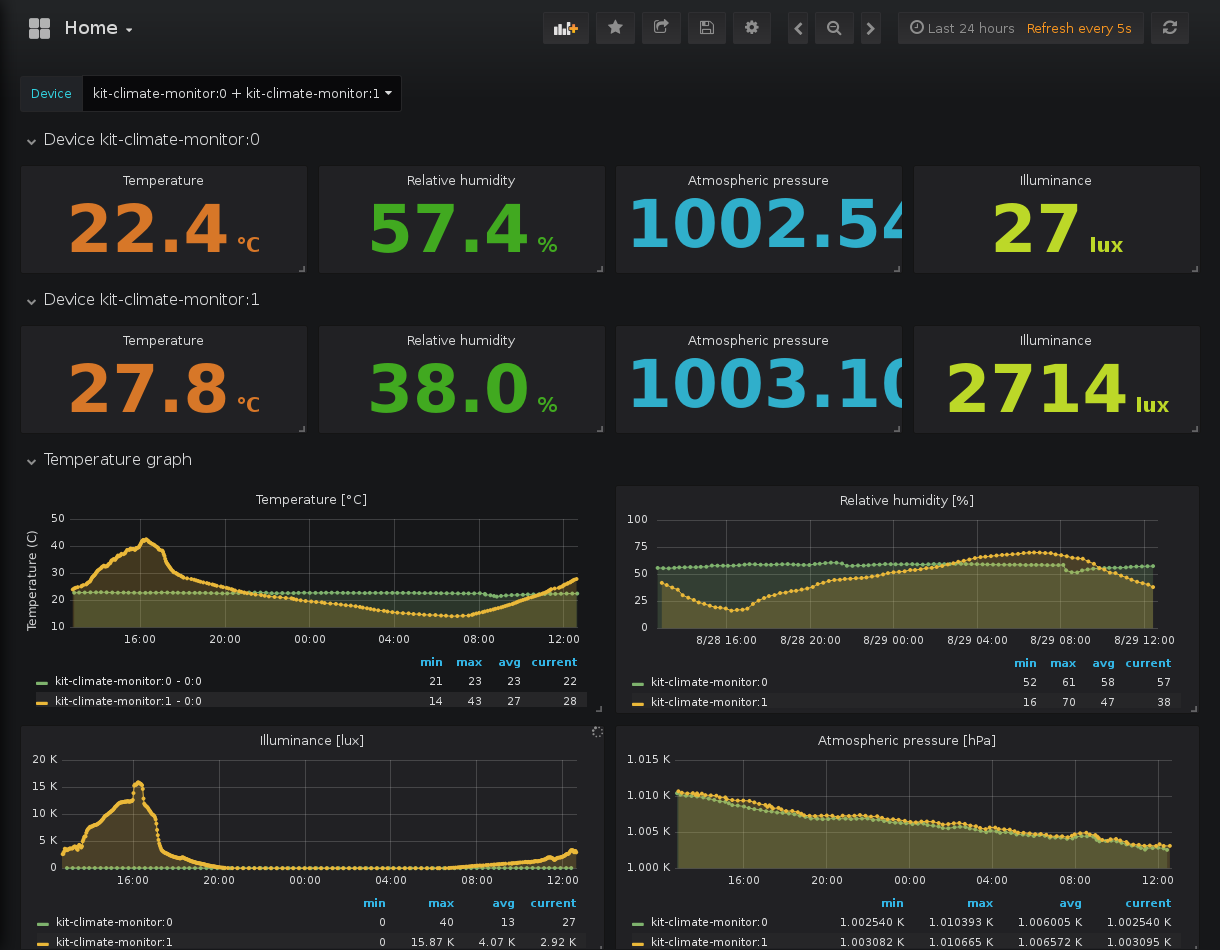 Home
Last 24 hours Refresh every 5s
Device kit-climate-monitor:0 + kit-climate-monitor:1
Device kit-climate-monitor:0
Temperature Relative humidity Atmospheric pressure Illuminance
22.4 °C 57.4 % 1002.54 27 lux
Device kit-climate-monitor:1
Temperature Relative humidity Atmospheric pressure Illuminance
27.8 °C 38.0 % 1003.10 2714 lux
Temperature graph
Temperature [°C]
Temperature (C)
50
40
30
20
10
16:00 20:00 00:00 04:00 08:00 12:00
min max avg current
kit-climate-monitor:0 - 0:0 21 23 23 22
kit-climate-monitor:1 - 0:0 14 43 27 28
Relative humidity [%]
100
75
50
25
0
8/28 16:00 8/28 20:00 8/29 00:00 8/29 04:00 8/29 08:00 8/29 12:00
min max avg current
kit-climate-monitor:0 52 61 58 57
kit-climate-monitor:1 16 70 47 38
Illuminance [lux]
20 K
15 K
10 K
5 K
0
16:00 20:00 00:00 04:00 08:00 12:00
min max avg current
kit-climate-monitor:0 0 40 13 27
kit-climate-monitor:1 0 15.87 K 4.07 K 2.92 K
Atmospheric pressure [hPa]
1.015 K
1.010 K
1.005 K
1.000 K
16:00 20:00 00:00 04:00 08:00 12:00
min max avg current
kit-climate-monitor:0 1.002540 K 1.010393 K 1.006005 K 1.002540 K
kit-climate-monitor:1 1.003082 K 1.010665 K 1.006572 K 1.003095 K